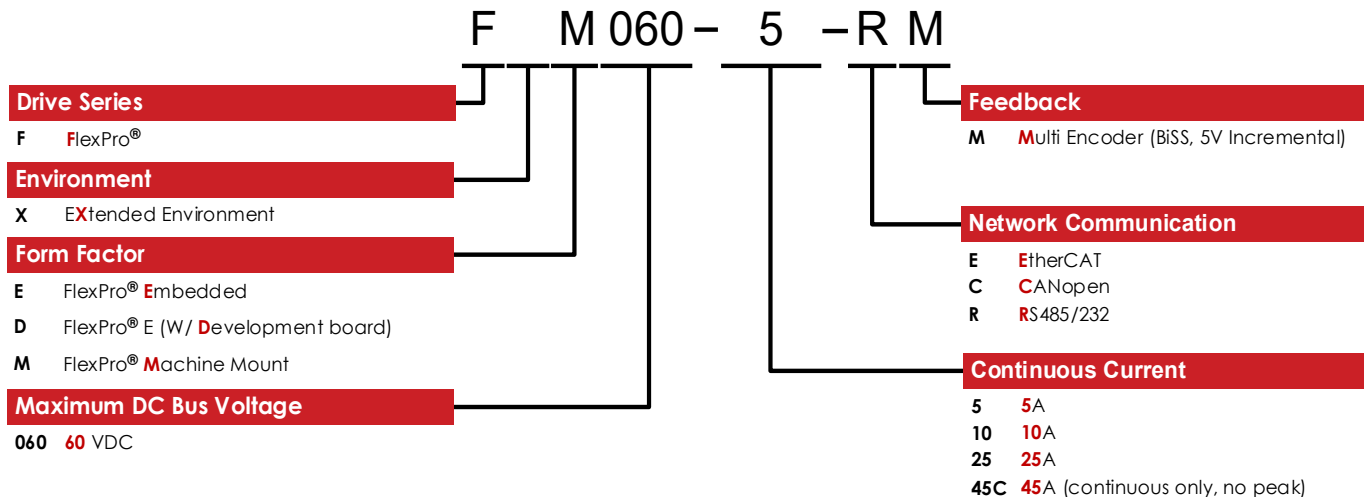 F M 060 – 5 – R M
Drive Series
F FlexPro®
Environment
X EXtended Environment
Form Factor
E FlexPro® Embedded
D FlexPro® E (W/ Development board)
M FlexPro® Machine Mount
Maximum DC Bus Voltage
060 60 VDC
Feedback
M Multi Encoder (BiSS, 5V Incremental)
Network Communication
E EtherCAT
C CANopen
R RS485/232
Continuous Current
5 5A
10 10A
25 25A
45C 45A (continuous only, no peak)